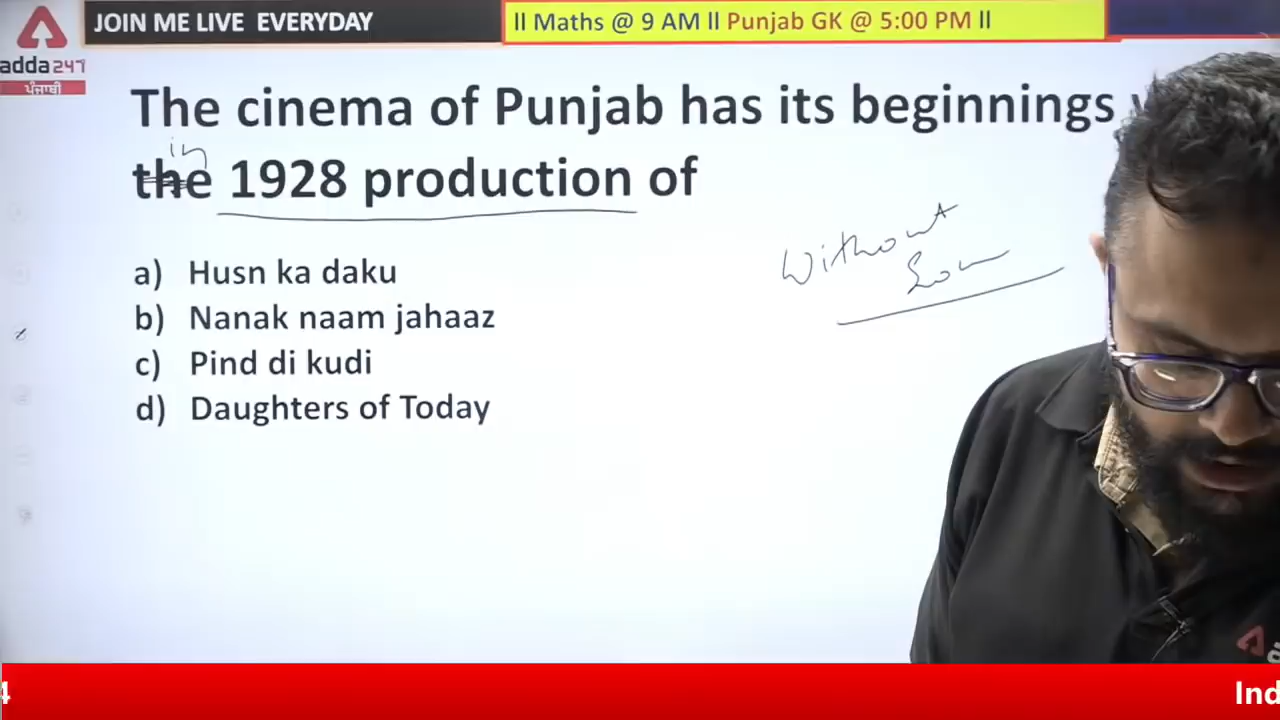 JOIN ME LIVE EVERYDAY
ll Maths @ 9 AM ll Punjab GK @ 5:00 PM ll
adda247
ਪੰਜਾਬੀ
The cinema of Punjab has its beginnings
in
the 1928 production of
Without
a) Husn ka daku
b) Nanak naam jahaaz
c) Pind di kudi
d) Daughters of Today
4
Ind